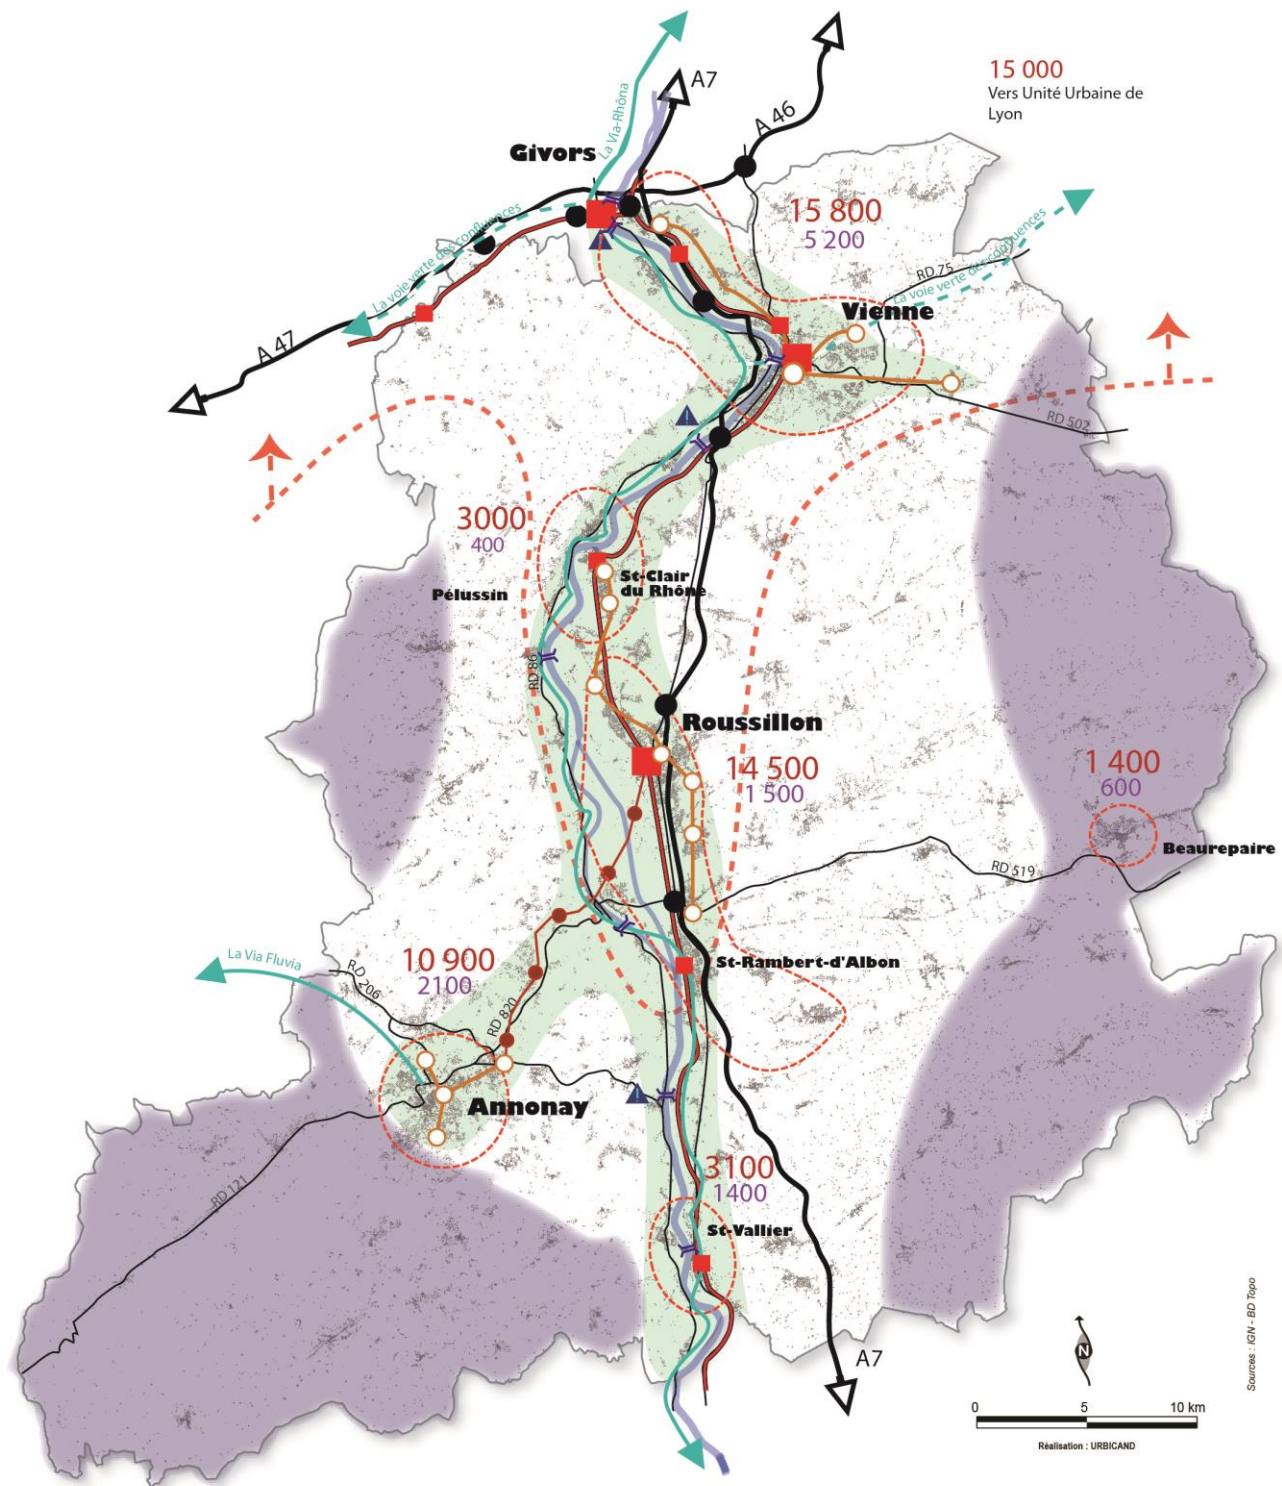 15 000
Vers Unité Urbaine de
Lyon
A7
A 46
La Via-Rhôna
Givors
La voie verte des confluences
15 800
5 200
RD 75
La voie verte des confluences
Vienne
A 47
RD 502
3000
400
St-Clair
du Rhône
Pélussin
RD 86
Roussillon
14 500
1 500
1 400
600
Beaurepaire
RD 519
La Via Fluvia
RD 206
10 900
2100
St-Rambert-d'Albon
RD 820
Annonay
3100
1400
RD 121
St-Vallier
A7
N
0 5 10 km
Réalisation : URBICAND
Sources : IGN - BD Topo